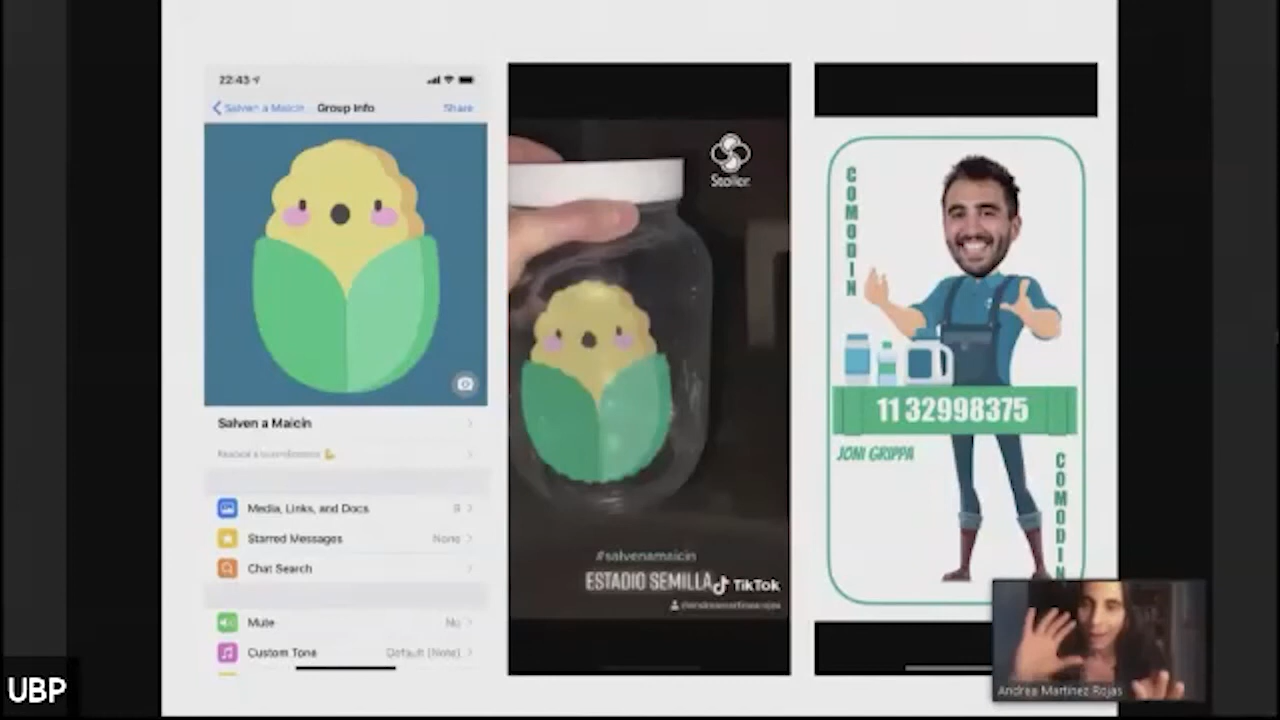 22:43
Salven a Maicin
Group Info
Share
Salven a Maicin
Media, Links, and Docs
Starred Messages
None
Chat Search
Mute
No
Custom Tone
Default (Note)
Stoller
#salvenamaicin
ESTADIO SEMILLA
TikTok
COMODIN
11 32998375
JONI GRIPPA
COMODIN
Andrea Martinez Rojas
UBP